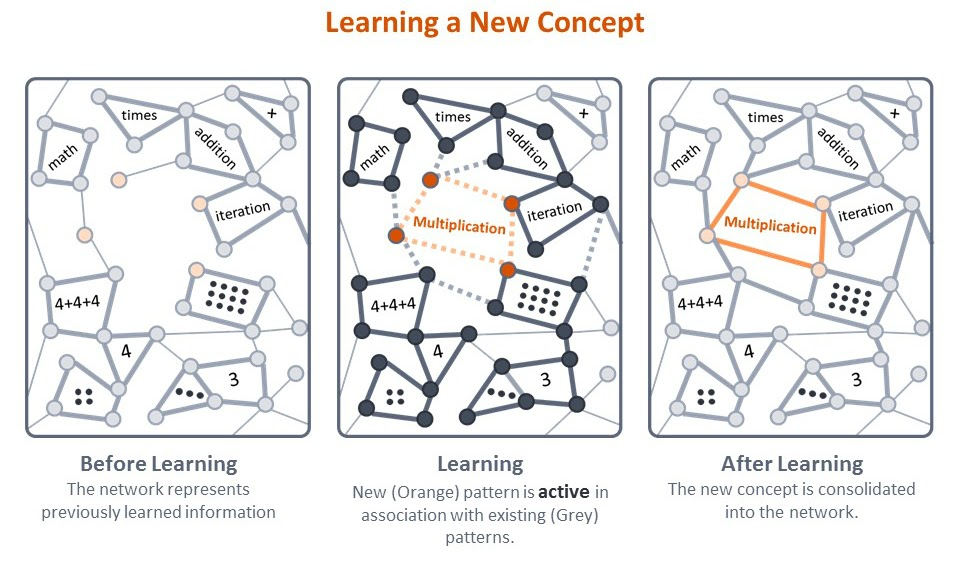 Learning a New Concept
times
+
math
addition
iteration
4+4+4
4
3
times
+
math
addition
iteration
Multiplication
4+4+4
4
3
times
+
math
addition
iteration
Multiplication
4+4+4
4
3
Before Learning
The network represents
previously learned information
Learning
New (Orange) pattern is active in
association with existing (Grey)
patterns.
After Learning
The new concept is consolidated
into the network.